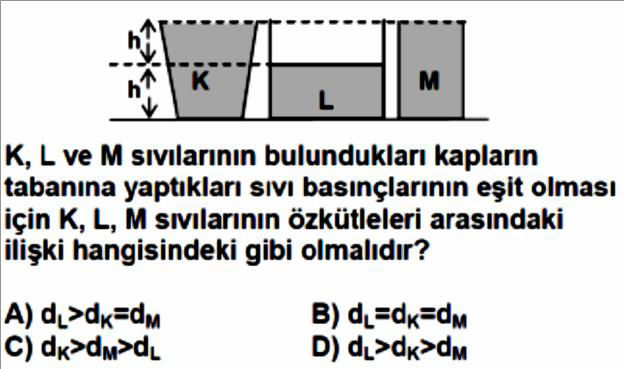 h
h
K
L
M
K, L ve M sıvılarının bulundukları kapların
tabanına yaptıkları sıvı basınçlarının eşit olması
için K, L, M sıvılarının özkütleleri arasındaki
ilişki hangisindeki gibi olmalıdır?
A) dL>dK=dM B) dL=dK=dM
C) dK>dM>dL D) dL>dK>dM